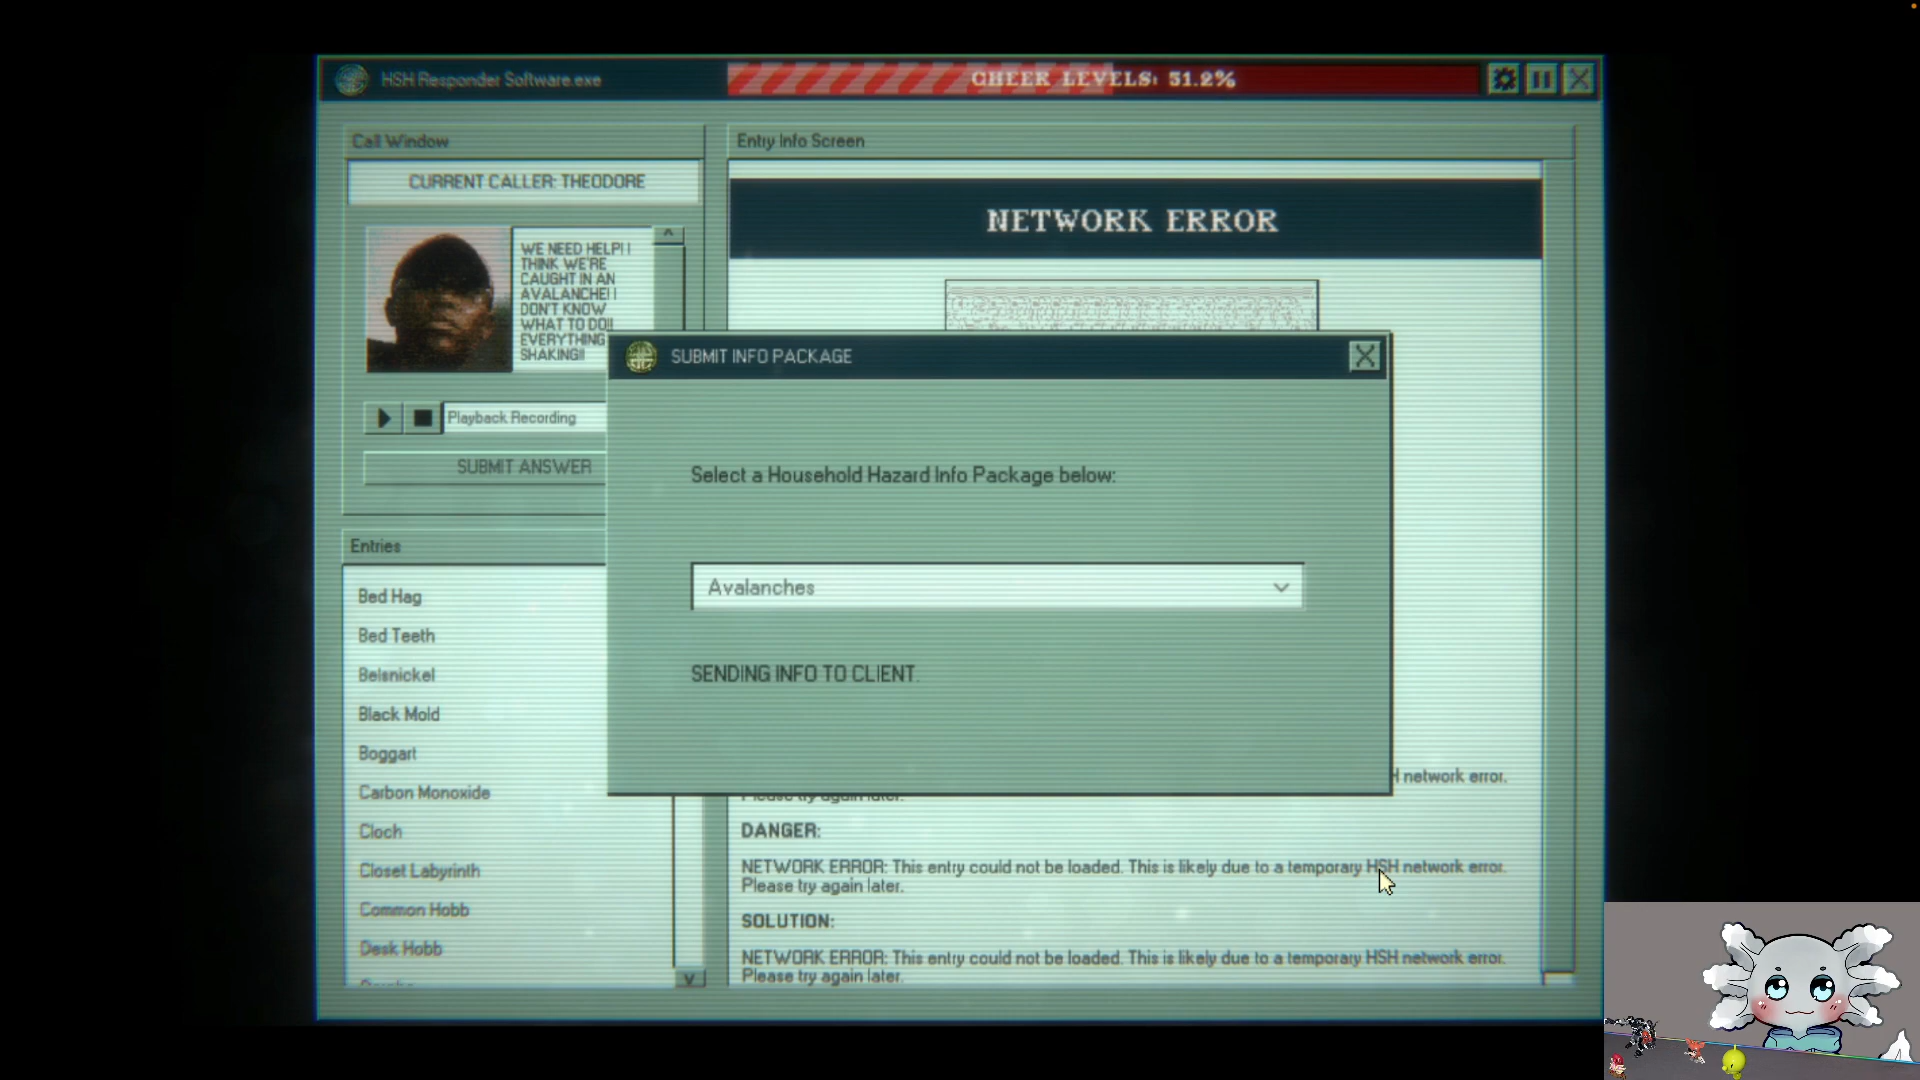 HSH Responder Software.exe
CHEER LEVELS: 51.2%
Call Window
Entry Info Screen
CURRENT CALLER: THEODORE
NETWORK ERROR
WE NEED HELP! I
THINK WE'RE
CAUGHT IN AN
AVALANCHE! I
DON'T KNOW
WHAT TO DO!!
EVERYTHING
SHAKING!!
SUBMIT INFO PACKAGE
Playback Recording
SUBMIT ANSWER
Select a Household Hazard Info Package below:
Avalanches
SENDING INFO TO CLIENT.
Entries
Bed Hag
Bed Teeth
Belsnickel
Black Mold
Boggart
Carbon Monoxide
Cloch
Closet Labyrinth
Common Hobb
Desk Hobb
network error.
Please try again later.
DANGER:
NETWORK ERROR: This entry could not be loaded. This is likely due to a temporary HSH network error.
Please try again later.
SOLUTION:
NETWORK ERROR: This entry could not be loaded. This is likely due to a temporary HSH network error.
Please try again later.